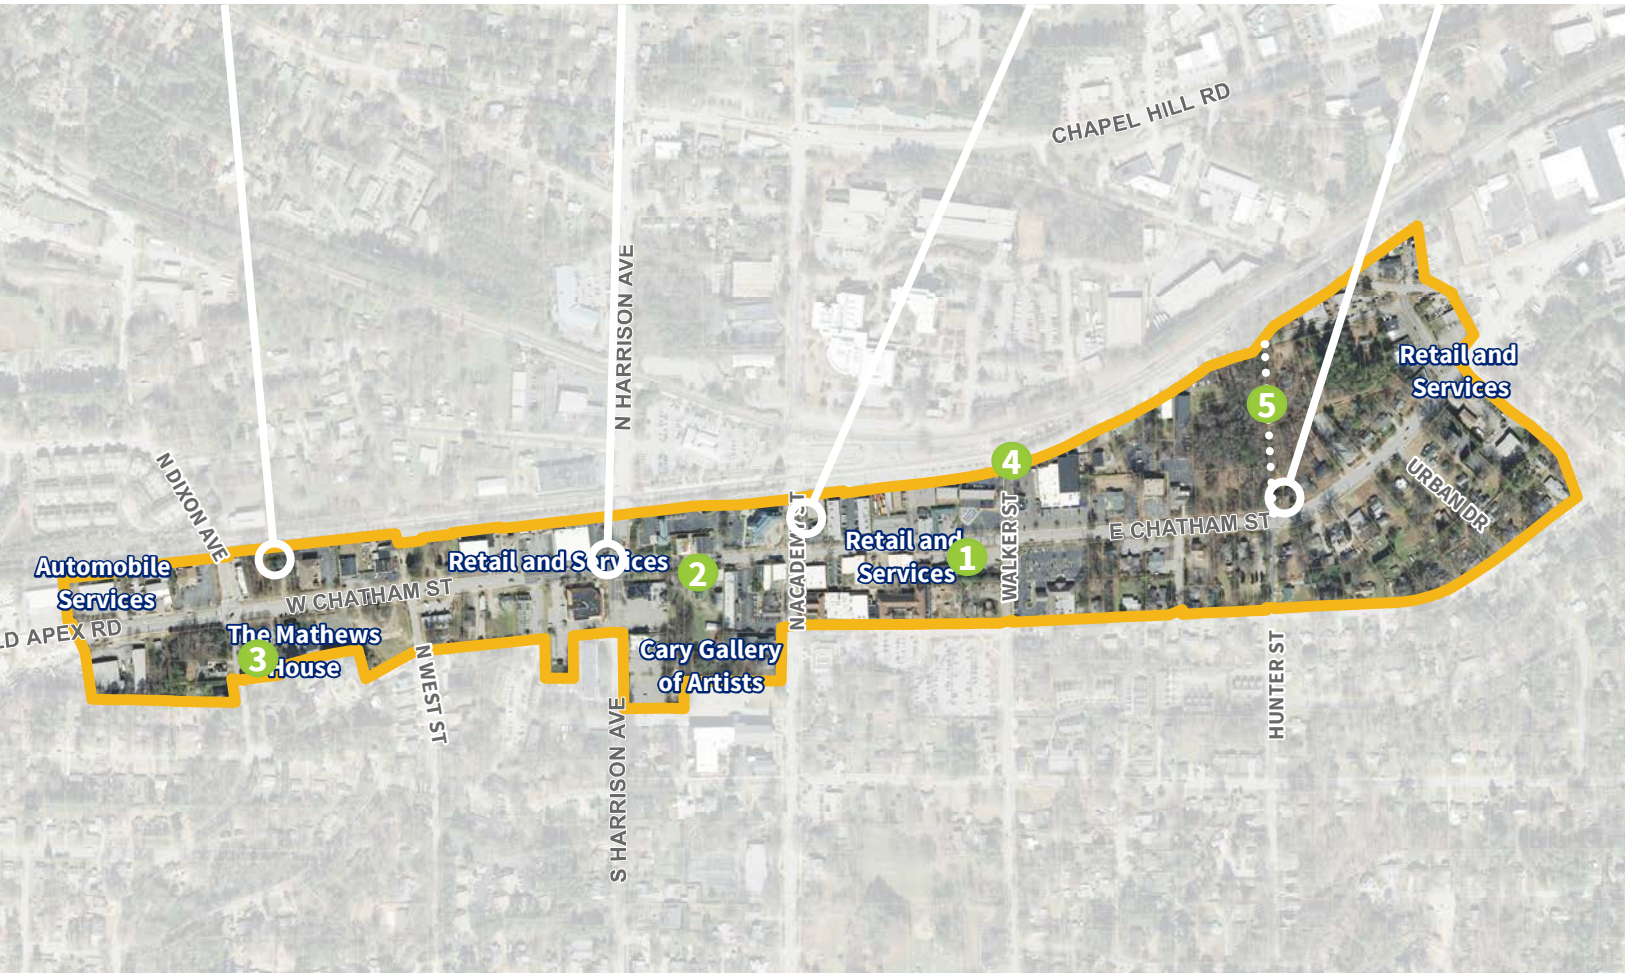 CHAPEL HILL RD
N HARRISON AVE
Retail and
Services
5
4
N DIXON AVE
URBAN DR
WALKER ST
E CHATHAM ST
Automobile
Services
Retail and Services
2
Retail and
Services
1
W CHATHAM ST
APEX RD
The Mathews
House
3
Cary Gallery
of Artists
N WEST ST
S HARRISON AVE
HUNTER ST